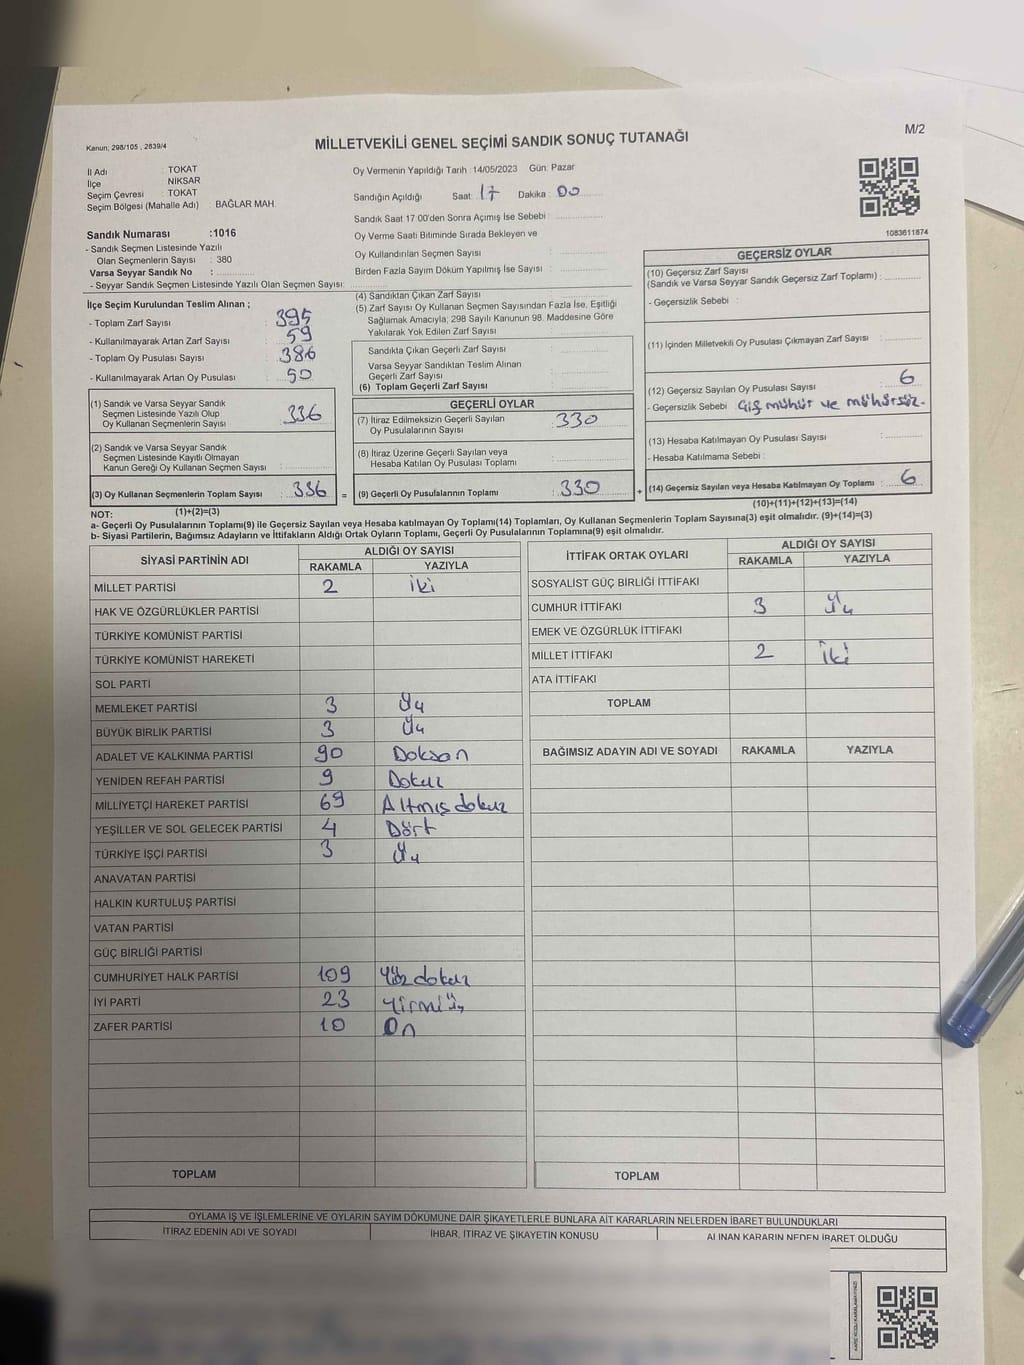 M/2
Kanun; 298/105 , 2839/4
MİLLETVEKİLİ GENEL SEÇİMİ SANDIK SONUÇ TUTANAĞI
İl Adı : TOKAT
İlçe : NİKSAR
Seçim Çevresi : TOKAT
Seçim Bölgesi (Mahalle Adı) : BAĞLAR MAH.
Sandık Numarası :1016
- Sandık Seçmen Listesinde Yazılı
Olan Seçmenlerin Sayısı : 380
Varsa Seyyar Sandık No :
- Seyyar Sandık Seçmen Listesinde Yazılı Olan Seçmen Sayısı:
Oy Vermenin Yapıldığı Tarih :14/05/2023 Gün: Pazar
Sandığın Açıldığı Saat: 17 Dakika : 00
Sandık Saat 17:00'den Sonra Açımış İse Sebebi :
Oy Verme Saati Bitiminde Sırada Bekleyen ve
Oy Kullandırılan Seçmen Sayısı :
Birden Fazla Sayım Döküm Yapılmış İse Sayısı :
1083611874
İlçe Seçim Kurulundan Teslim Alınan ;
- Toplam Zarf Sayısı : 395
- Kullanılmayarak Artan Zarf Sayısı : 59
- Toplam Oy Pusulası Sayısı : 386
- Kullanılmayarak Artan Oy Pusulası : 50
(1) Sandık ve Varsa Seyyar Sandık
Seçmen Listesinde Yazılı Olup
Oy Kullanan Seçmenlerin Sayısı : 336
(2) Sandık ve Varsa Seyyar Sandık
Seçmen Listesinde Kayıtlı Olmayan
Kanun Gereği Oy Kullanan Seçmen Sayısı :
(3) Oy Kullanan Seçmenlerin Toplam Sayısı : 336 =
(1)+(2)=(3)
(4) Sandıktan Çıkan Zarf Sayısı :
(5) Zarf Sayısı Oy Kullanan Seçmen Sayısından Fazla İse, Eşitliği
Sağlamak Amacıyla; 298 Sayılı Kanunun 98. Maddesine Göre
Yakılarak Yok Edilen Zarf Sayısı :
Sandıkta Çıkan Geçerli Zarf Sayısı :
Varsa Seyyar Sandıktan Teslim Alınan
Geçerli Zarf Sayısı :
(6) Toplam Geçerli Zarf Sayısı :
GEÇERLİ OYLAR
(7) İtiraz Edilmeksizin Geçerli Sayılan
Oy Pusulalarının Sayısı : 330
(8) İtiraz Üzerine Geçerli Sayılan veya
Hesaba Katılan Oy Pusulası Toplamı :
(9) Geçerli Oy Pusulalarının Toplamı : 330 +
GEÇERSİZ OYLAR
(10) Geçersiz Zarf Sayısı
(Sandık ve Varsa Seyyar Sandık Geçersiz Zarf Toplamı) :
- Geçersizlik Sebebi :
(11) İçinden Milletvekili Oy Pusulası Çıkmayan Zarf Sayısı :
(12) Geçersiz Sayılan Oy Pusulası Sayısı : 6
- Geçersizlik Sebebi : Çift mühür ve mühürsüz.
(13) Hesaba Katılmayan Oy Pusulası Sayısı :
- Hesaba Katılmama Sebebi :
(14) Geçersiz Sayılan veya Hesaba Katılmayan Oy Toplamı : 6
(10)+(11)+(12)+(13)=(14)
NOT:
a- Geçerli Oy Pusulalarının Toplamı(9) ile Geçersiz Sayılan veya Hesaba katılmayan Oy Toplamı(14) Toplamları, Oy Kullanan Seçmenlerin Toplam Sayısına(3) eşit olmalıdır. (9)+(14)=(3)
b- Siyasi Partilerin, Bağımsız Adayların ve İttifakların Aldığı Ortak Oyların Toplamı, Geçerli Oy Pusulalarının Toplamına(9) eşit olmalıdır.
SİYASİ PARTİNİN ADI ALDIĞI OY SAYISI
RAKAMLA YAZIYLA
MİLLET PARTİSİ 2 iki
HAK VE ÖZGÜRLÜKLER PARTİSİ
TÜRKİYE KOMÜNİST PARTİSİ
TÜRKİYE KOMÜNİST HAREKETİ
SOL PARTİ
MEMLEKET PARTİSİ 3 Üç
BÜYÜK BİRLİK PARTİSİ 3 Üç
ADALET VE KALKINMA PARTİSİ 90 Doksan
YENİDEN REFAH PARTİSİ 9 Dokuz
MİLLİYETÇİ HAREKET PARTİSİ 69 Altmış dokuz
YEŞİLLER VE SOL GELECEK PARTİSİ 4 Dört
TÜRKİYE İŞÇİ PARTİSİ 3 Üç
ANAVATAN PARTİSİ
HALKIN KURTULUŞ PARTİSİ
VATAN PARTİSİ
GÜÇ BİRLİĞİ PARTİSİ
CUMHURİYET HALK PARTİSİ 109 Yüz dokuz
İYİ PARTİ 23 Yirmi üç
ZAFER PARTİSİ 10 On
TOPLAM
İTTİFAK ORTAK OYLARI ALDIĞI OY SAYISI
RAKAMLA YAZIYLA
SOSYALİST GÜÇ BİRLİĞİ İTTİFAKI
CUMHUR İTTİFAKI 3 Üç
EMEK VE ÖZGÜRLÜK İTTİFAKI
MİLLET İTTİFAKI 2 iki
ATA İTTİFAKI
TOPLAM
BAĞIMSIZ ADAYIN ADI VE SOYADI RAKAMLA YAZIYLA
TOPLAM
OYLAMA İŞ VE İŞLEMLERİNE VE OYLARIN SAYIM DÖKÜMÜNE DAİR ŞİKAYETLERLE BUNLARA AİT KARARLARIN NELERDEN İBARET BULUNDUKLARI
İTİRAZ EDENİN ADI VE SOYADI İHBAR, İTİRAZ VE ŞİKAYETİN KONUSU ALINAN KARARIN NEDEN İBARET OLDUĞU